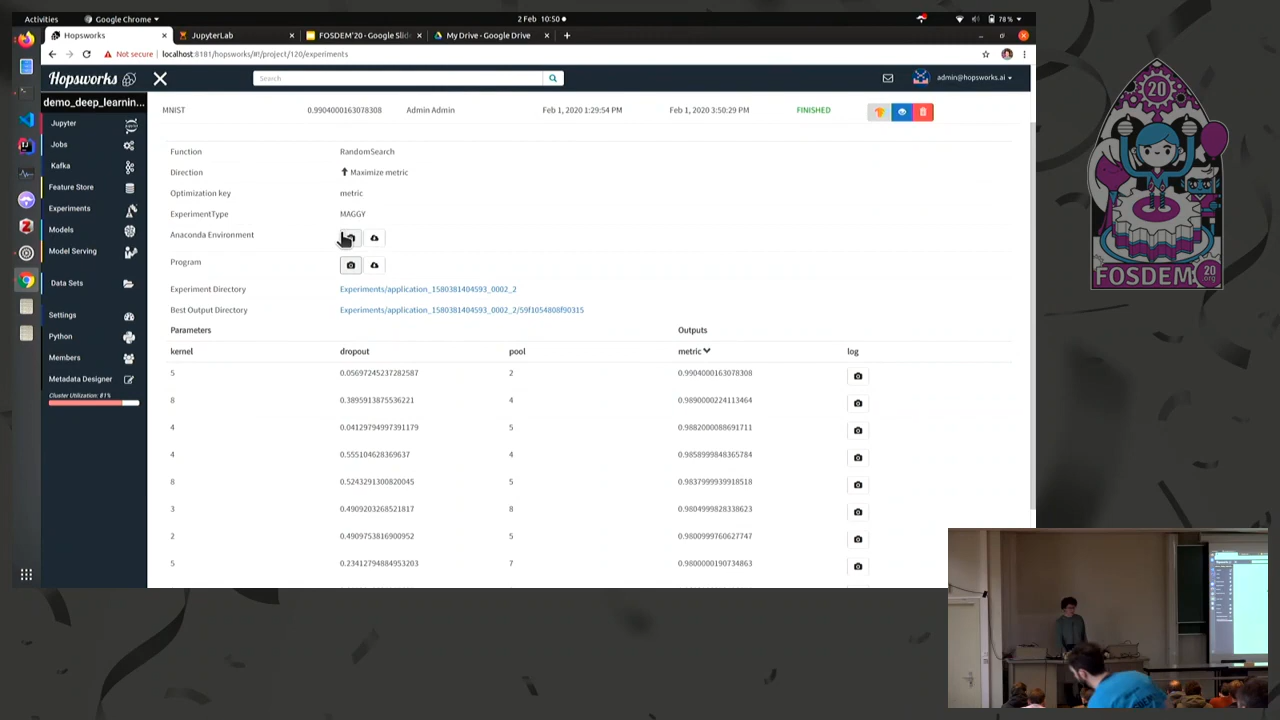 Activities
Google Chrome
2 Feb 10:50
78 %
Hopsworks
JupyterLab
FOSDEM'20 - Google Slid
My Drive - Google Drive
Not secure
localhost:8181/hopsworks/#!/project/120/experiments
Hopsworks
Search
admin@hopsworks.ai
demo_deep_learnin...
MNIST
0.9904000163078308
Admin Admin
Feb 1, 2020 1:29:54 PM
Feb 1, 2020 3:50:29 PM
FINISHED
Jupyter
Jobs
Kafka
Feature Store
Experiments
Models
Model Serving
Data Sets
Settings
Python
Members
Metadata Designer
Cluster Utilization: 81%
Function
RandomSearch
Direction
Maximize metric
Optimization key
metric
ExperimentType
MAGGY
Anaconda Environment
Program
Experiment Directory
Experiments/application_1580381404593_0002_2
Best Output Directory
Parameters
Outputs
kernel
dropout
pool
metric
log
5
0.05697245237282587
2
0.9904000163078308
8
0.3895913875536221
4
0.9890000224113464
4
0.04129794997391179
5
0.9882000088691711
4
0.555104628369637
4
0.9858999848365784
8
0.5243291300820045
5
0.9837999939918518
3
0.4909203268521817
8
0.9804999828338623
2
0.4909753816900952
5
0.9800999760627747
5
0.23412794884953203
7
0.9800000190734863
20
FOSDEM
20
.org